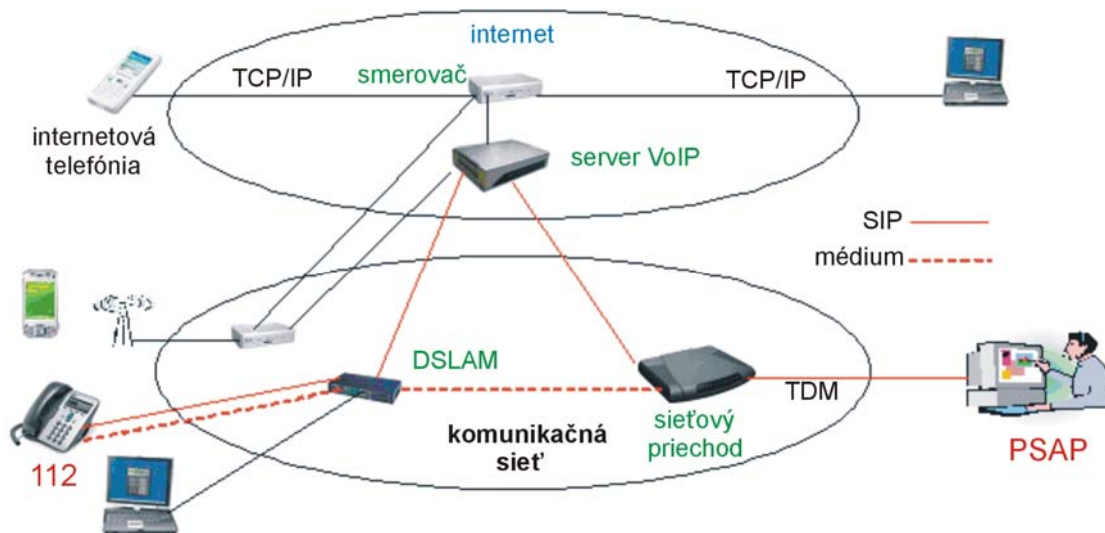 internet
TCP/IP
smerovač
TCP/IP
internetová
telefónia
server VoIP
SIP
médium
DSLAM
TDM
sieťový
priechod
komunikačná
sieť
112
PSAP